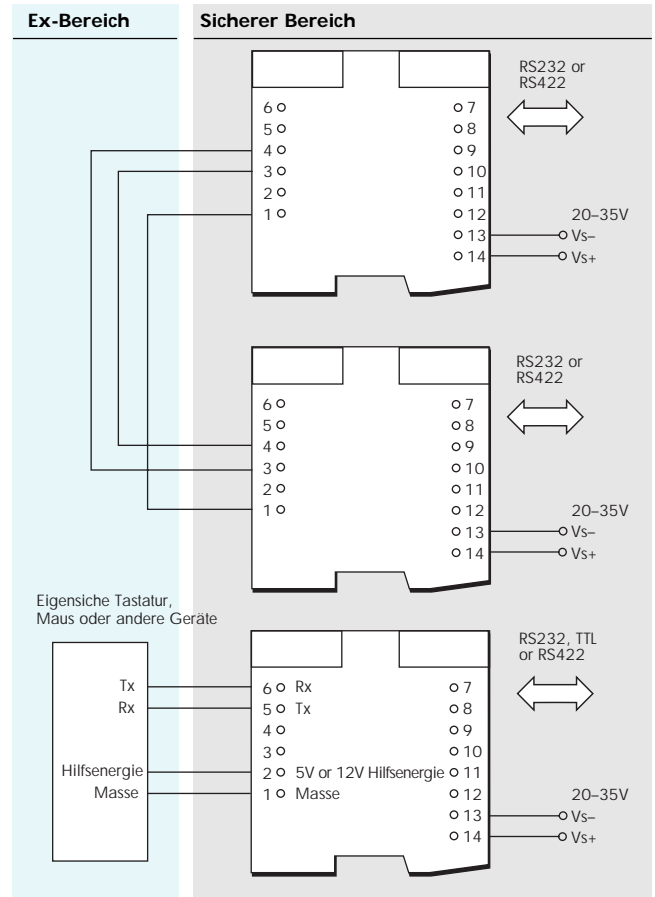 Ex-Bereich
Sicherer Bereich
RS232 or
RS422
6 7
5 8
4 9
3 10
2 11
1 12 20–35V
13 Vs–
14 Vs+
RS232 or
RS422
6 7
5 8
4 9
3 10
2 11
1 12 20–35V
13 Vs–
14 Vs+
Eigensiche Tastatur,
Maus oder andere Geräte
RS232, TTL
or RS422
Tx 6 Rx 7
Rx 5 Tx 8
4 9
3 10
Hilfsenergie 2 5V or 12V Hilfsenergie 11
Masse 1 Masse 12 20–35V
13 Vs–
14 Vs+